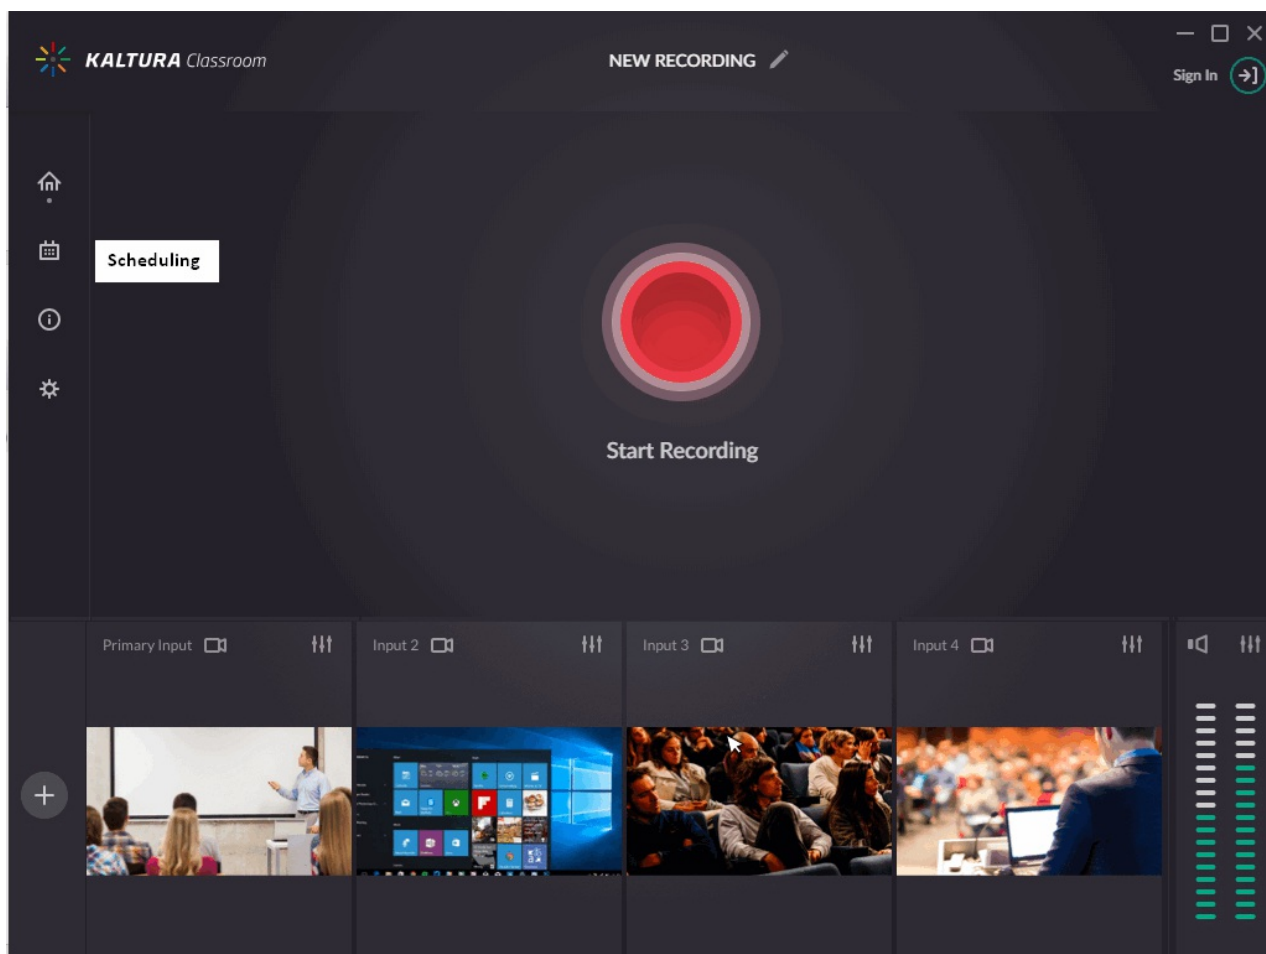 KALTURA Classroom
NEW RECORDING
Sign In
Scheduling
Start Recording
Primary Input
Input 2
Input 3
Input 4